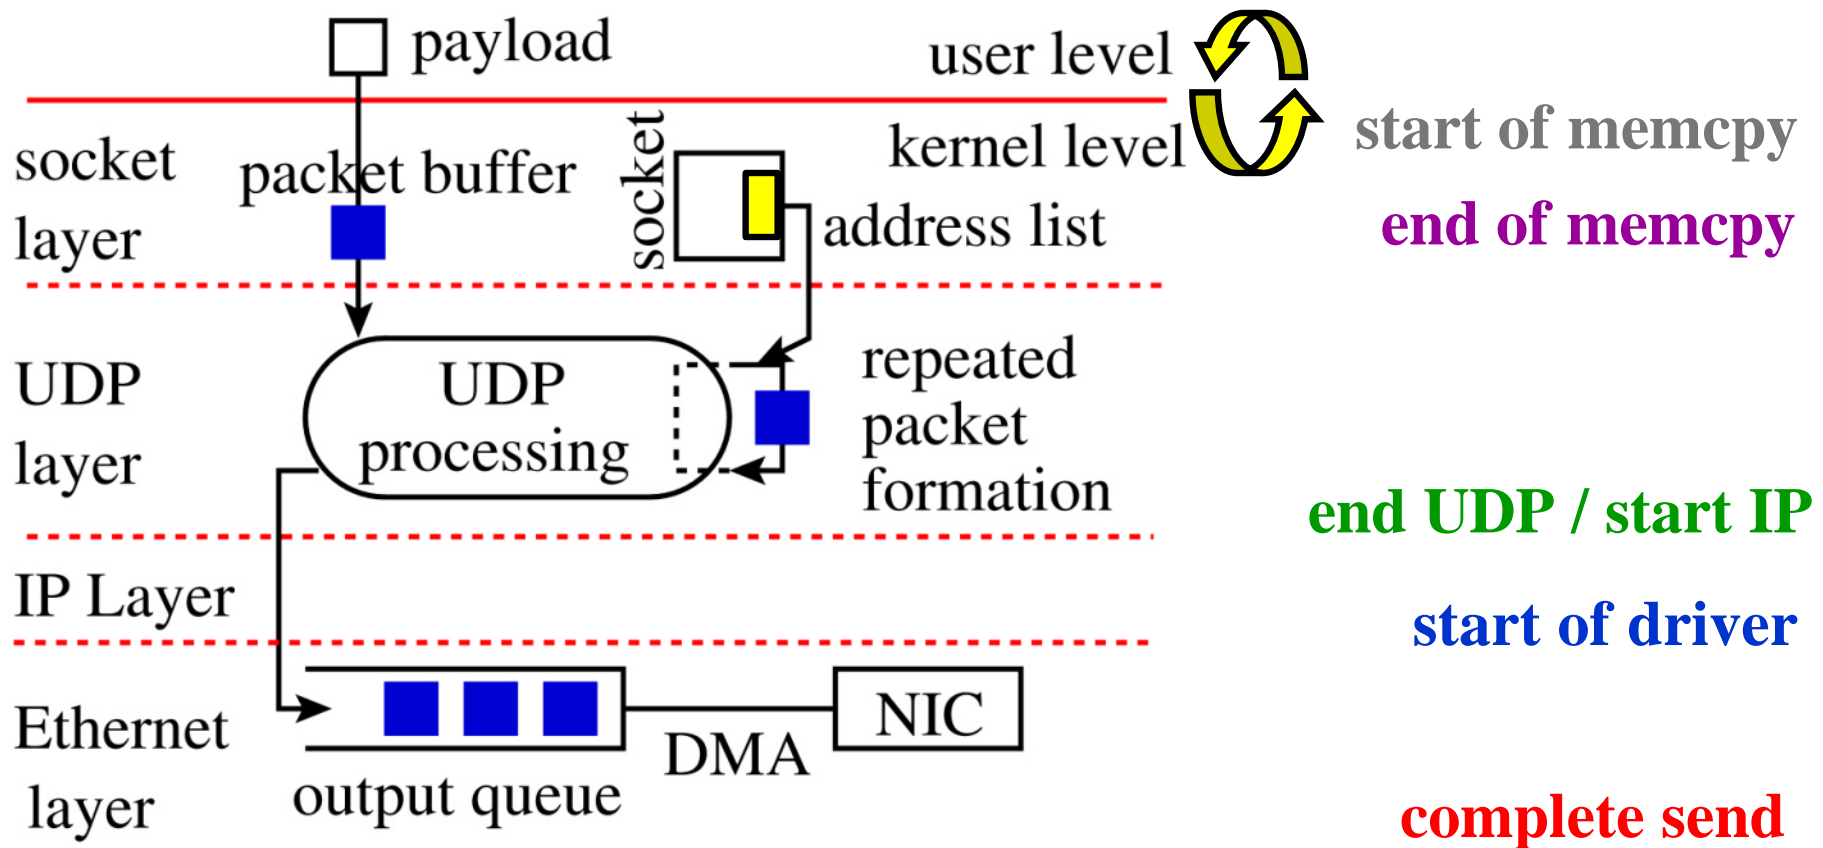 payload
user level
socket
layer
packet buffer
socket
kernel level
address list
start of memcpy
end of memcpy
UDP
layer
UDP
processing
repeated
packet
formation
end UDP / start IP
IP Layer
start of driver
Ethernet
layer
output queue
DMA
NIC
complete send